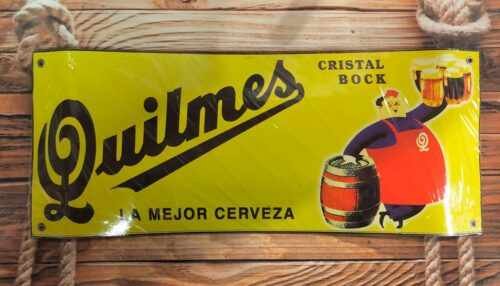 Quilmes
CRISTAL
BOCK
LA MEJOR CERVEZA
Q